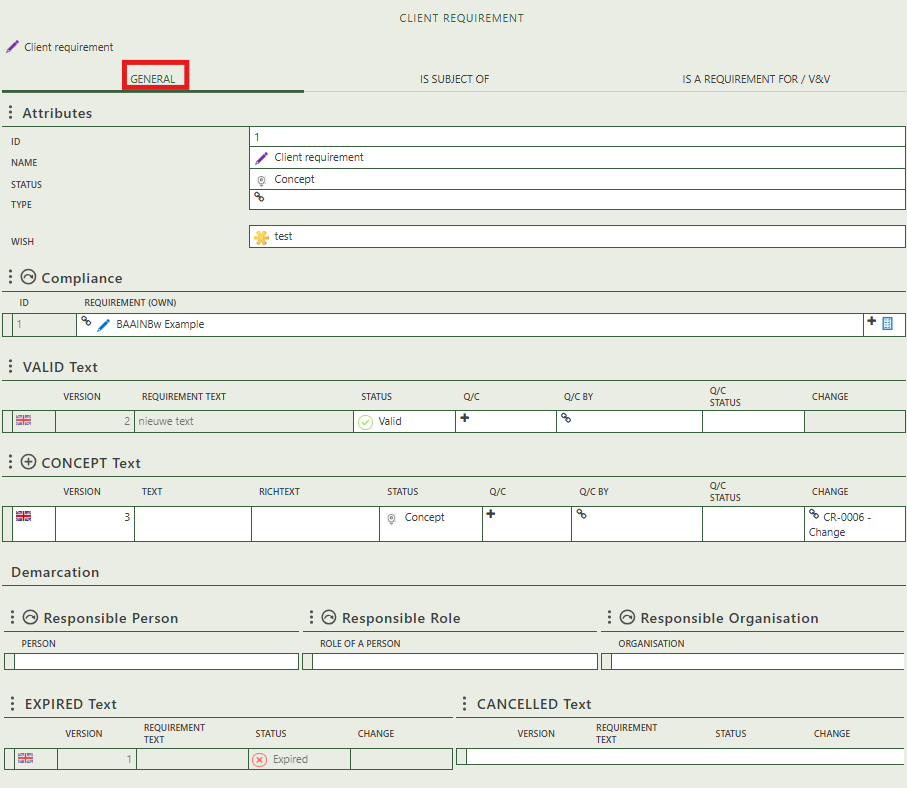 CLIENT REQUIREMENT
Client requirement
GENERAL IS SUBJECT OF IS A REQUIREMENT FOR / V&V
Attributes
ID 1
NAME Client requirement
STATUS Concept
TYPE
WISH test
Compliance
ID REQUIREMENT (OWN)
1 BAAINBw Example
VALID Text
VERSION REQUIREMENT TEXT STATUS Q/C Q/C BY Q/C STATUS CHANGE
2 nieuwe text Valid
CONCEPT Text
VERSION TEXT RICHTEXT STATUS Q/C Q/C BY Q/C STATUS CHANGE
3 Concept CR-0006 -
Change
Demarcation
Responsible Person Responsible Role Responsible Organisation
PERSON ROLE OF A PERSON ORGANISATION
EXPIRED Text CANCELLED Text
VERSION REQUIREMENT TEXT STATUS CHANGE VERSION REQUIREMENT TEXT STATUS CHANGE
1 Expired